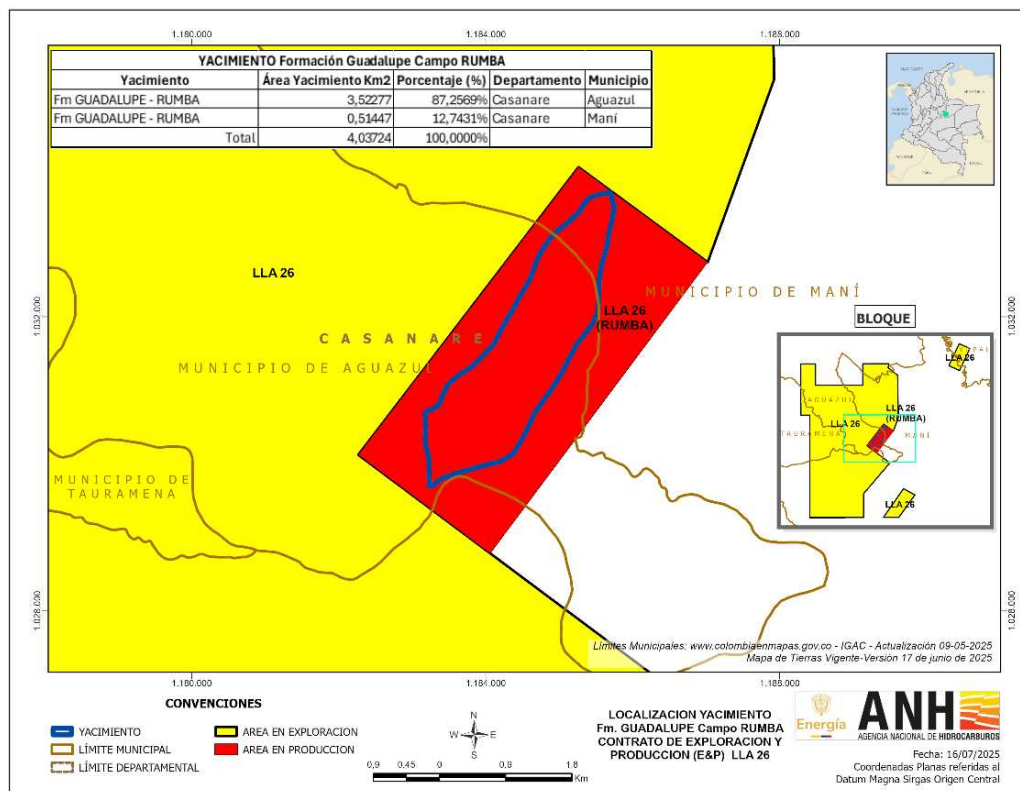 1.180.000 1.184.000 1.188.000
YACIMIENTO Formación Guadalupe Campo RUMBA
Yacimiento Área Yacimiento Km2 Porcentaje (%) Departamento Municipio
Fm GUADALUPE - RUMBA 3,52277 87,2569% Casanare Aguazul
Fm GUADALUPE - RUMBA 0,51447 12,7431% Casanare Maní
Total 4,03724 100,0000%
LLA 26
MUNICIPIO DE MANÍ
LLA 26
(RUMBA)
1.032.000
1.032.000
CASANARE
MUNICIPIO DE AGUAZUL
MUNICIPIO DE
TAURAMENA
BLOQUE
LLA 26
AGUAZUL
LLA 26
(RUMBA)
LLA 26
TAURAMENA
MANÍ
LLA 26
1.028.000
1.028.000
Límites Municipales: www.colombiaenmapas.gov.co - IGAC - Actualización 09-05-2025
Mapa de Tierras Vigente-Versión 17 de junio de 2025
1.180.000 1.184.000 1.188.000
CONVENCIONES
YACIMIENTO
LÍMITE MUNICIPAL
LÍMITE DEPARTAMENTAL
AREA EN EXPLORACION
AREA EN PRODUCCION
N
W E
S
0,9 0,45 0 0,9 1,8
Km
LOCALIZACION YACIMIENTO
Fm. GUADALUPE Campo RUMBA
CONTRATO DE EXPLORACION Y
PRODUCCION (E&P) LLA 26
Energía
ANH
AGENCIA NACIONAL DE HIDROCARBUROS
Fecha: 16/07/2025
Coordenadas Planas referidas al
Datum Magna Sirgas Origen Central